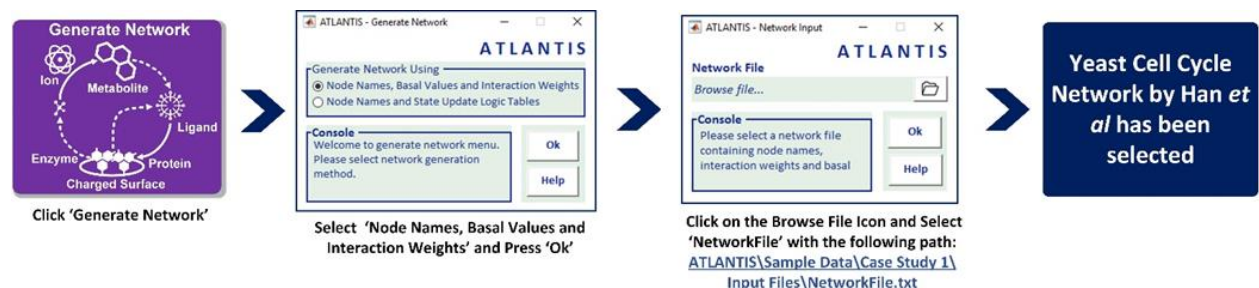 Generate Network
Ion
Metabolite
Ligand
Enzyme
Protein
Charged Surface
Click ‘Generate Network’
ATLANTIS - Generate Network
ATLANTIS
Generate Network Using
Node Names, Basal Values and Interaction Weights
Node Names and State Update Logic Tables
Console
Welcome to generate network menu.
Please select network generation
method.
Ok
Help
Select ‘Node Names, Basal Values and
Interaction Weights’ and Press ‘Ok’
ATLANTIS - Network Input
ATLANTIS
Network File
Browse file...
Console
Please select a network file
containing node names,
interaction weights and basal
Ok
Help
Click on the Browse File Icon and Select
‘NetworkFile’ with the following path:
ATLANTIS\Sample Data\Case Study 1\
Input Files\NetworkFile.txt
Yeast Cell Cycle
Network by Han et
al has been
selected